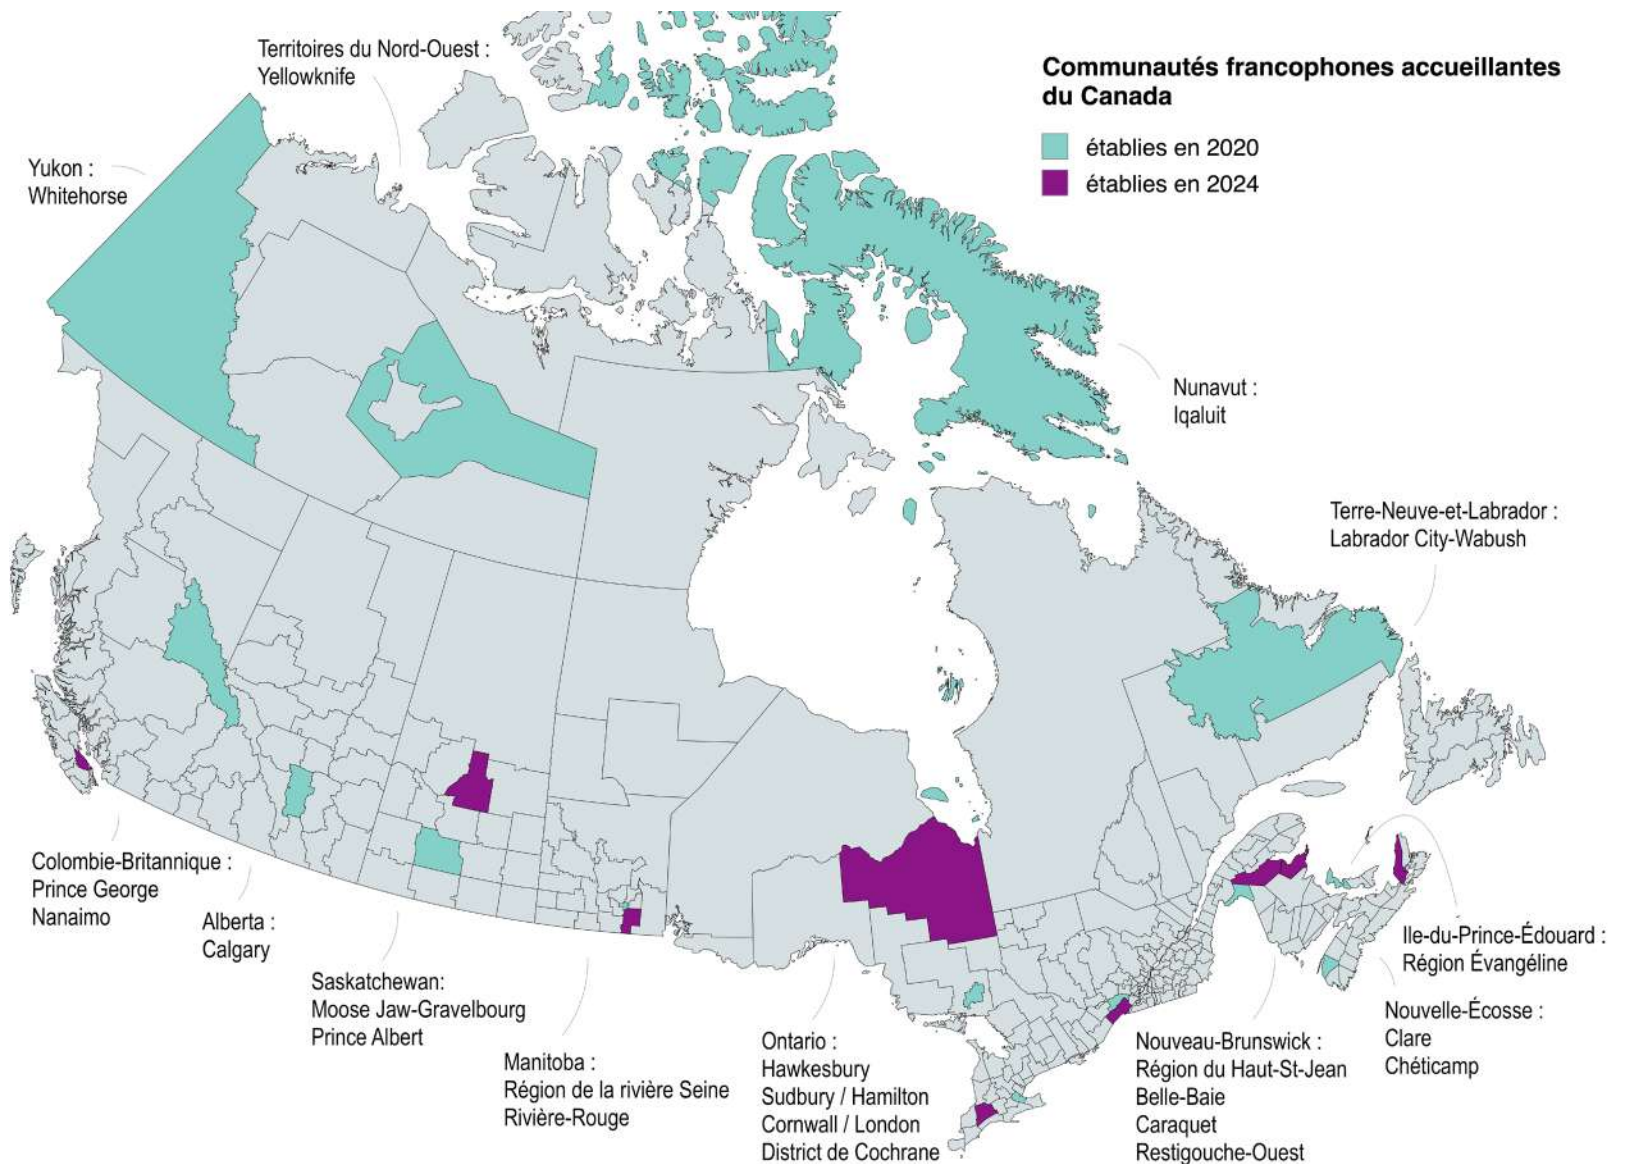 Territoires du Nord-Ouest :
Yellowknife
Communautés francophones accueillantes
du Canada
établies en 2020
établies en 2024
Yukon :
Whitehorse
Nunavut :
Iqaluit
Terre-Neuve-et-Labrador :
Labrador City-Wabush
Colombie-Britannique :
Prince George
Nanaimo
Alberta :
Calgary
Saskatchewan:
Moose Jaw-Gravelbourg
Prince Albert
Manitoba :
Région de la rivière Seine
Rivière-Rouge
Ontario :
Hawkesbury
Sudbury / Hamilton
Cornwall / London
District de Cochrane
Nouveau-Brunswick :
Région du Haut-St-Jean
Belle-Baie
Caraquet
Restigouche-Ouest
Ile-du-Prince-Édouard :
Région Évangéline
Nouvelle-Écosse :
Clare
Chéticamp